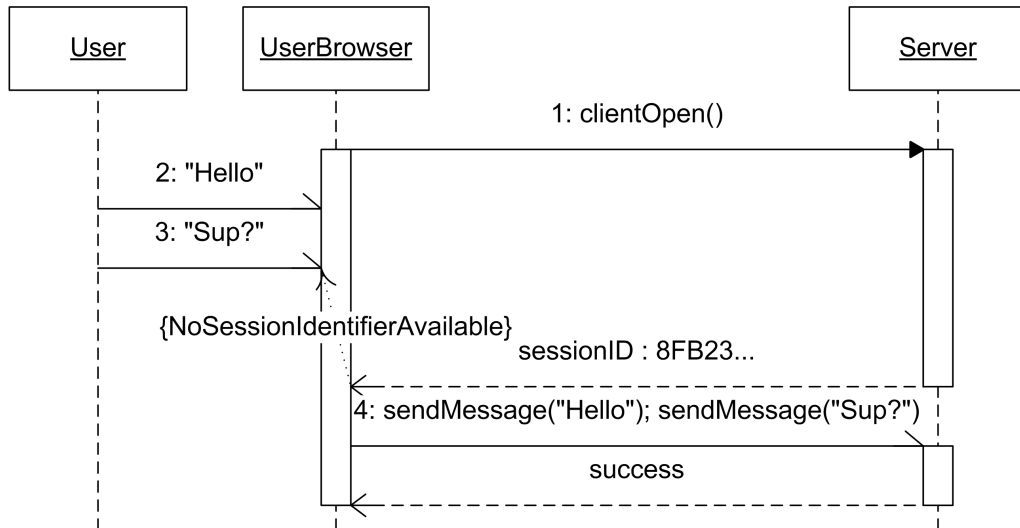 User
UserBrowser
Server
1: clientOpen()
2: "Hello"
3: "Sup?"
{NoSessionIdentifierAvailable}
sessionID : 8FB23...
4: sendMessage("Hello"); sendMessage("Sup?")
success